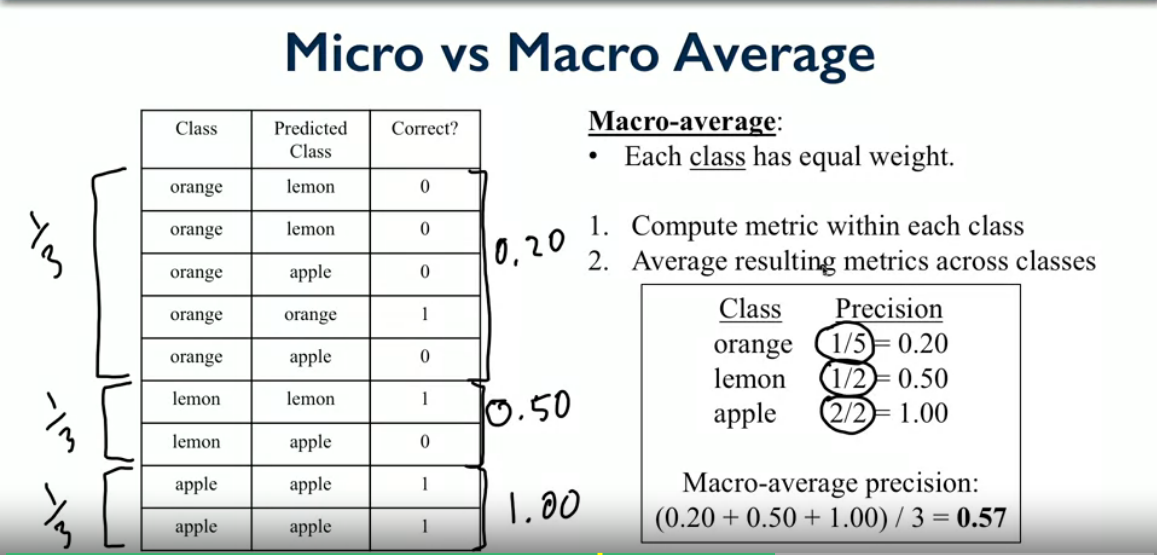 Micro vs Macro Average
Class Predicted Correct?
Class
orange lemon 0
orange lemon 0
orange apple 0
orange orange 1
orange apple 0
lemon lemon 1
lemon apple 0
apple apple 1
apple apple 1
1/3
1/3
1/3
0.20
0.50
1.00
Macro-average:
• Each class has equal weight.
1. Compute metric within each class
2. Average resulting metrics across classes
Class Precision
orange 1/5 = 0.20
lemon 1/2 = 0.50
apple 2/2 = 1.00
Macro-average precision:
(0.20 + 0.50 + 1.00) / 3 = 0.57